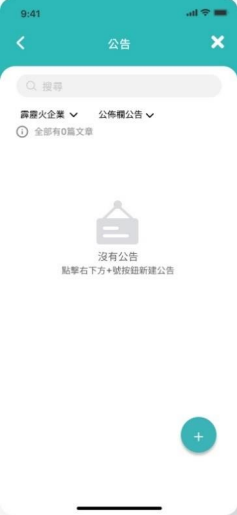 9:41
公告
搜尋
霹靂火企業
公佈欄公告
全部有0篇文章
沒有公告
點擊右下方+號按鈕新建公告
+